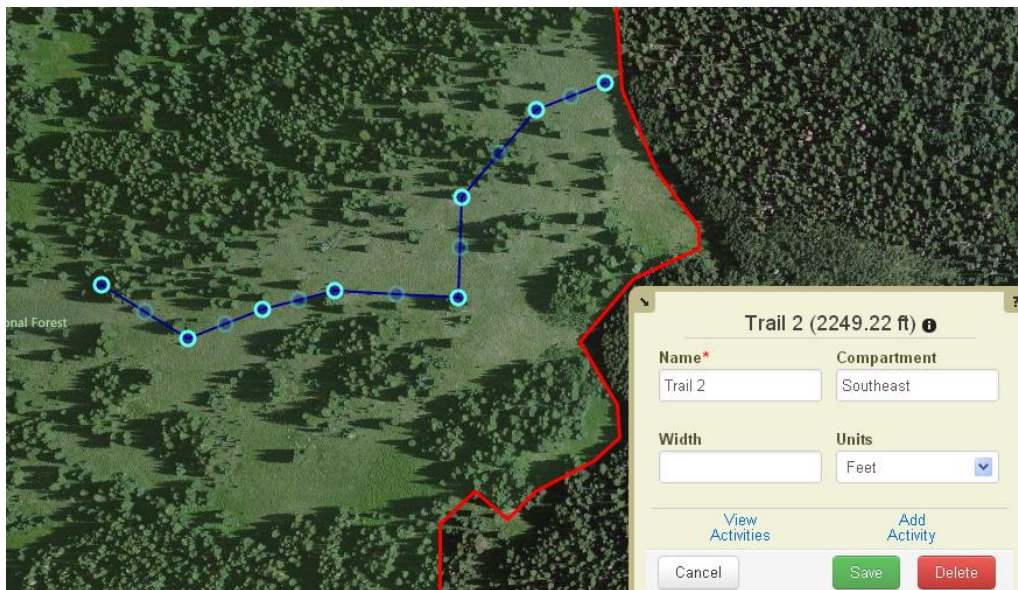 onal Forest
?
Trail 2 (2249.22 ft) i
Name* Compartment
Trail 2 Southeast
Width Units
Feet
View Activities
Add Activity
Cancel Save Delete